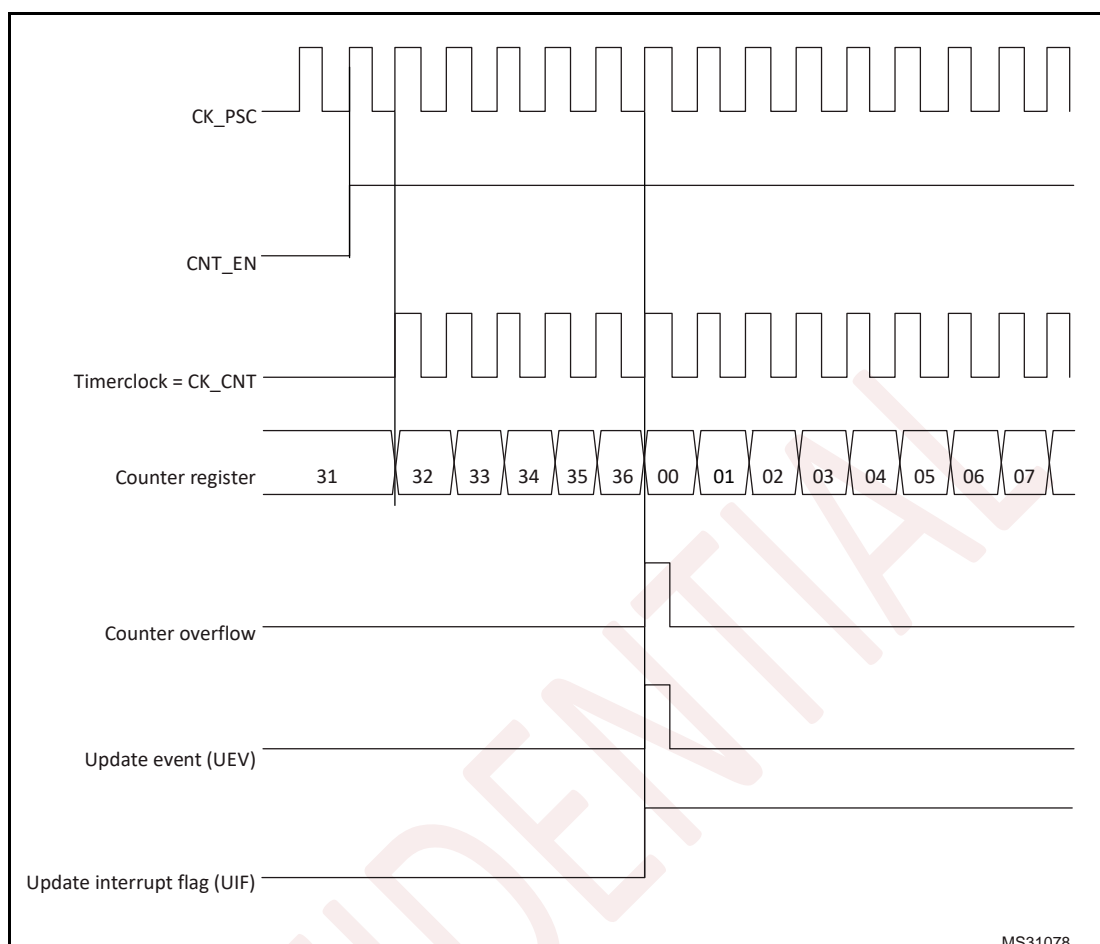 CK_PSC
CNT_EN
Timerclock = CK_CNT
Counter register 31 32 33 34 35 36 00 01 02 03 04 05 06 07
Counter overflow
Update event (UEV)
Update interrupt flag (UIF)
MS31078
IDENTIAL